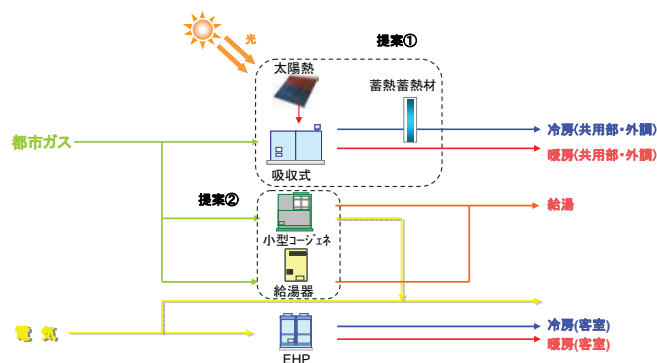 提案①
光
太陽熱
蓄熱蓄熱材
冷房(共用部・外調)
都市ガス
暖房(共用部・外調)
吸収式
提案②
給湯
小型コージェネ
給湯器
電 気
冷房(客室)
暖房(客室)
EHP